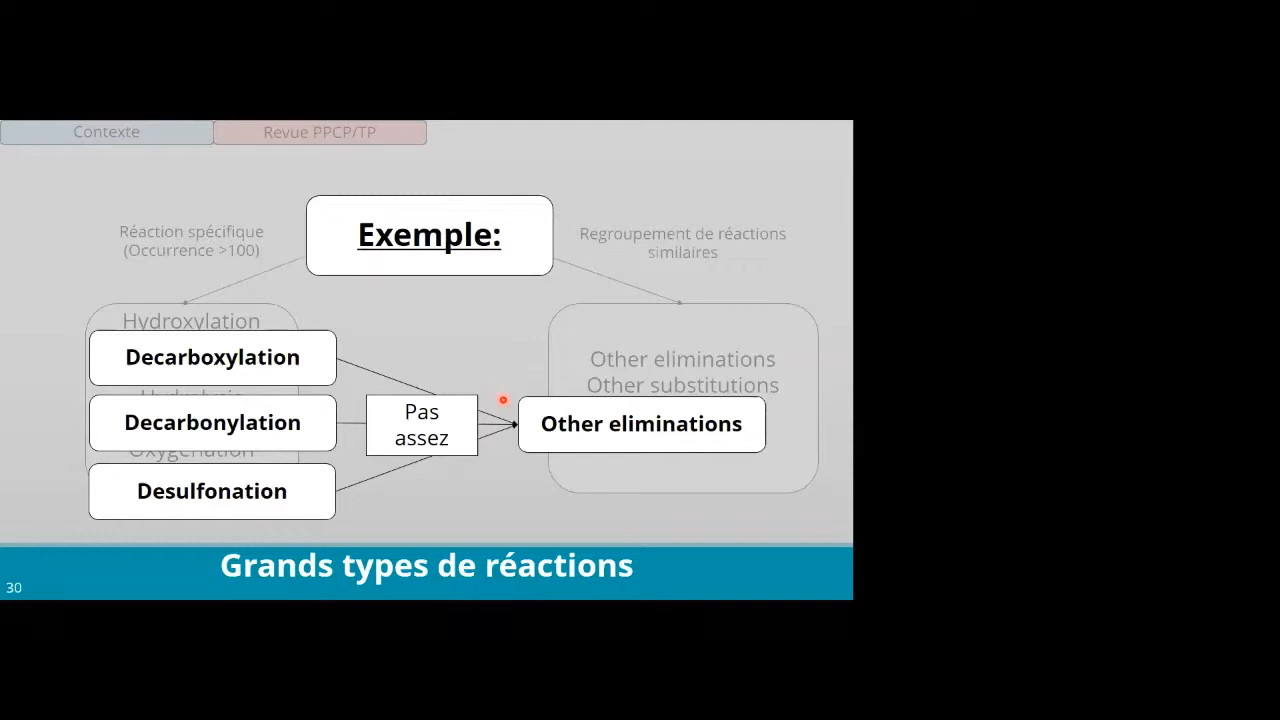 Contexte
Revue PPCP/TP
Exemple:
Réaction spécifique
(Occurrence >100)
Regroupement de réactions
similaires
Hydroxylation
Decarboxylation
Decarbonylation
Oxygenation
Desulfonation
Pas
assez
Other eliminations
Other substitutions
Other eliminations
Grands types de réactions
30